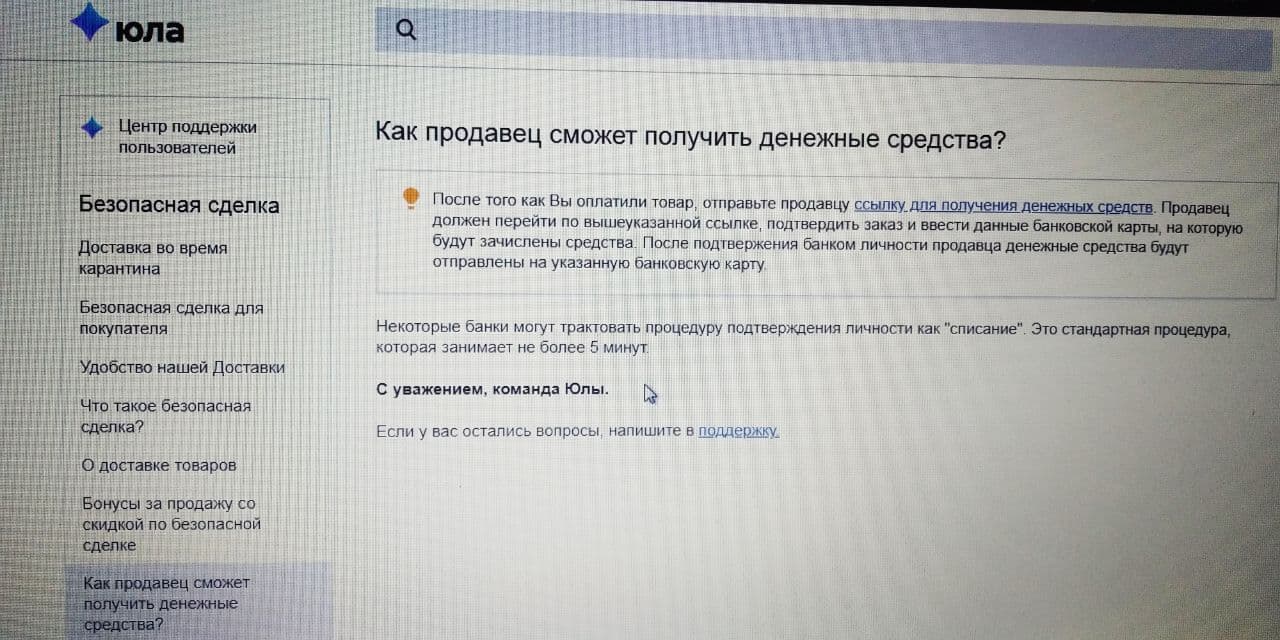 юла
Центр поддержки
пользователей
Безопасная сделка
Доставка во время
карантина
Безопасная сделка для
покупателя
Удобство нашей Доставки
Что такое безопасная
сделка?
О доставке товаров
Бонусы за продажу со
скидкой по безопасной
сделке
Как продавец сможет
получить денежные
средства?
Как продавец сможет получить денежные средства?
После того как Вы оплатили товар, отправьте продавцу ссылку для получения денежных средств. Продавец
должен перейти по вышеуказанной ссылке, подтвердить заказ и ввести данные банковской карты, на которую
будут зачислены средства. После подтвержения банком личности продавца денежные средства будут
отправлены на указанную банковскую карту.
Некоторые банки могут трактовать процедуру подтверждения личности как "списание". Это стандартная процедура,
которая занимает не более 5 минут.
С уважением, команда Юлы.
Если у вас остались вопросы, напишите в поддержку.